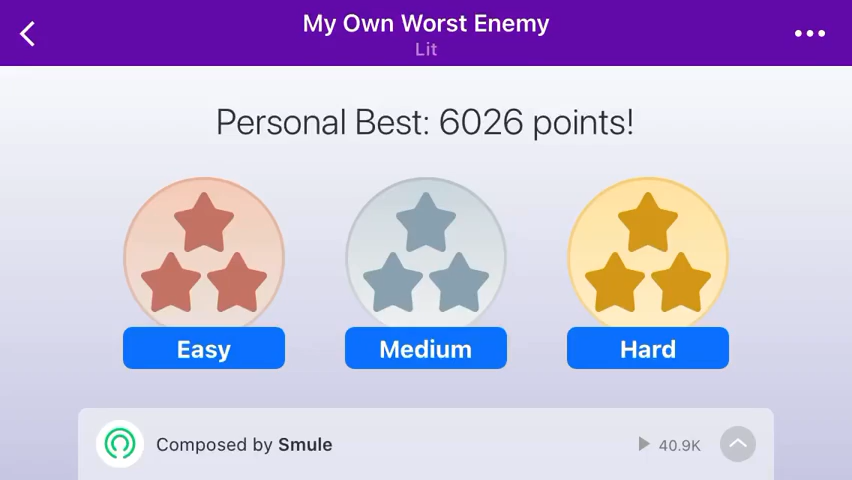 My Own Worst Enemy
Lit
Personal Best: 6026 points!
Easy
Medium
Hard
Composed by Smule
40.9K